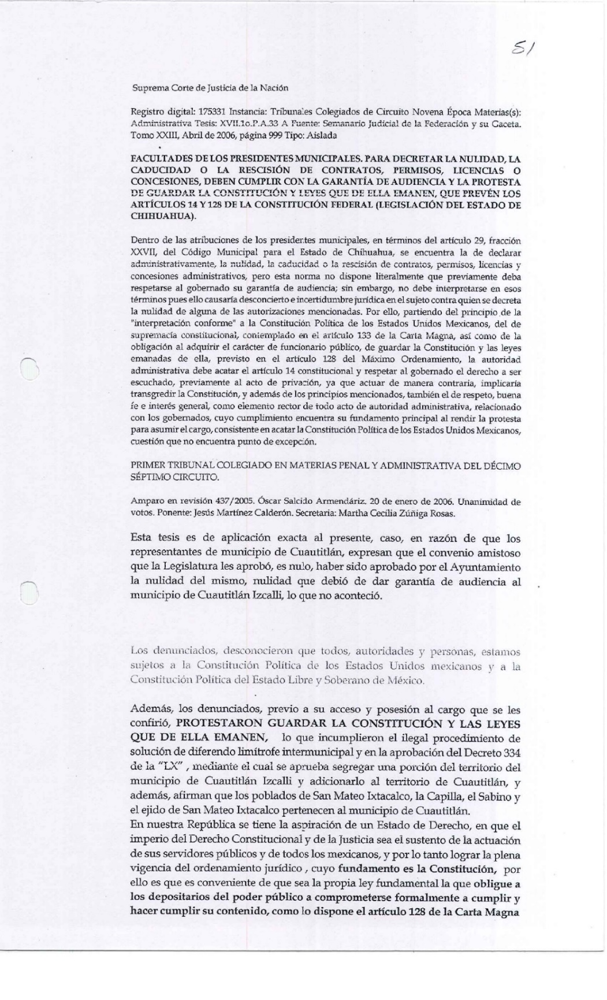 51
Suprema Corte de Justicia de la Nación
Registro digital: 175331 Instancia: Tribunales Colegiados de Circuito Novena Época Materias(s):
Administrativa Tesis: XVII.1o.P.A.33 A Fuente: Semanario Judicial de la Federación y su Gaceta.
Tomo XXIII, Abril de 2006, página 999 Tipo: Aislada
FACULTADES DE LOS PRESIDENTES MUNICIPALES. PARA DECRETAR LA NULIDAD, LA
CADUCIDAD O LA RESCISIÓN DE CONTRATOS, PERMISOS, LICENCIAS O
CONCESIONES, DEBEN CUMPLIR CON LA GARANTÍA DE AUDIENCIA Y LA PROTESTA
DE GUARDAR LA CONSTITUCIÓN Y LEYES QUE DE ELLA EMANEN, QUE PREVÉN LOS
ARTÍCULOS 14 Y 128 DE LA CONSTITUCIÓN FEDERAL (LEGISLACIÓN DEL ESTADO DE
CHIHUAHUA).
Dentro de las atribuciones de los presidentes municipales, en términos del artículo 29, fracción
XXVII, del Código Municipal para el Estado de Chihuahua, se encuentra la de declarar
administrativamente, la nulidad, la caducidad o la rescisión de contratos, permisos, licencias y
concesiones administrativos, pero esta norma no dispone literalmente que previamente deba
respetarse al gobernado su garantía de audiencia; sin embargo, no debe interpretarse en esos
términos pues ello causaría desconcierto e incertidumbre jurídica en el sujeto contra quien se decreta
la nulidad de alguna de las autorizaciones mencionadas. Por ello, partiendo del principio de la
"interpretación conforme" a la Constitución Política de los Estados Unidos Mexicanos, del de
supremacía constitucional, contemplado en el artículo 133 de la Carta Magna, así como de la
obligación al adquirir el carácter de funcionario público, de guardar la Constitución y las leyes
emanadas de ella, previsto en el artículo 128 del Máximo Ordenamiento, la autoridad
administrativa debe acatar el artículo 14 constitucional y respetar al gobernado el derecho a ser
escuchado, previamente al acto de privación, ya que actuar de manera contraria, implicaría
transgredir la Constitución, y además de los principios mencionados, también el de respeto, buena
fe e interés general, como elemento rector de todo acto de autoridad administrativa, relacionado
con los gobernados, cuyo cumplimiento encuentra su fundamento principal al rendir la protesta
para asumir el cargo, consistente en acatar la Constitución Política de los Estados Unidos Mexicanos,
cuestión que no encuentra punto de excepción.
PRIMER TRIBUNAL COLEGIADO EN MATERIAS PENAL Y ADMINISTRATIVA DEL DÉCIMO
SÉPTIMO CIRCUITO.
Amparo en revisión 437/2005. Óscar Salcido Armendáriz. 20 de enero de 2006. Unanimidad de
votos. Ponente: Jesús Martínez Calderón. Secretaria: Martha Cecilia Zúñiga Rosas.
Esta tesis es de aplicación exacta al presente, caso, en razón de que los
representantes de municipio de Cuautitlán, expresan que el convenio amistoso
que la Legislatura les aprobó, es nulo, haber sido aprobado por el Ayuntamiento
la nulidad del mismo, nulidad que debió de dar garantía de audiencia al
municipio de Cuautitlán Izcalli, lo que no aconteció.
Los denunciados, desconocieron que todos, autoridades y personas, estamos
sujetos a la Constitución Política de los Estados Unidos mexicanos y a la
Constitución Política del Estado Libre y Soberano de México.
Además, los denunciados, previo a su acceso y posesión al cargo que se les
confirió, PROTESTARON GUARDAR LA CONSTITUCIÓN Y LAS LEYES
QUE DE ELLA EMANEN, lo que incumplieron el ilegal procedimiento de
solución de diferendo limítrofe intermunicipal y en la aprobación del Decreto 334
de la "LX" , mediante el cual se aprueba segregar una porción del territorio del
municipio de Cuautitlán Izcalli y adicionarlo al territorio de Cuautitlán, y
además, afirman que los poblados de San Mateo Ixtacalco, la Capilla, el Sabino y
el ejido de San Mateo Ixtacalco pertenecen al municipio de Cuautitlán.
En nuestra República se tiene la aspiración de un Estado de Derecho, en que el
imperio del Derecho Constitucional y de la Justicia sea el sustento de la actuación
de sus servidores públicos y de todos los mexicanos, y por lo tanto lograr la plena
vigencia del ordenamiento jurídico , cuyo fundamento es la Constitución, por
ello es que es conveniente de que sea la propia ley fundamental la que obligue a
los depositarios del poder público a comprometerse formalmente a cumplir y
hacer cumplir su contenido, como lo dispone el artículo 128 de la Carta Magna